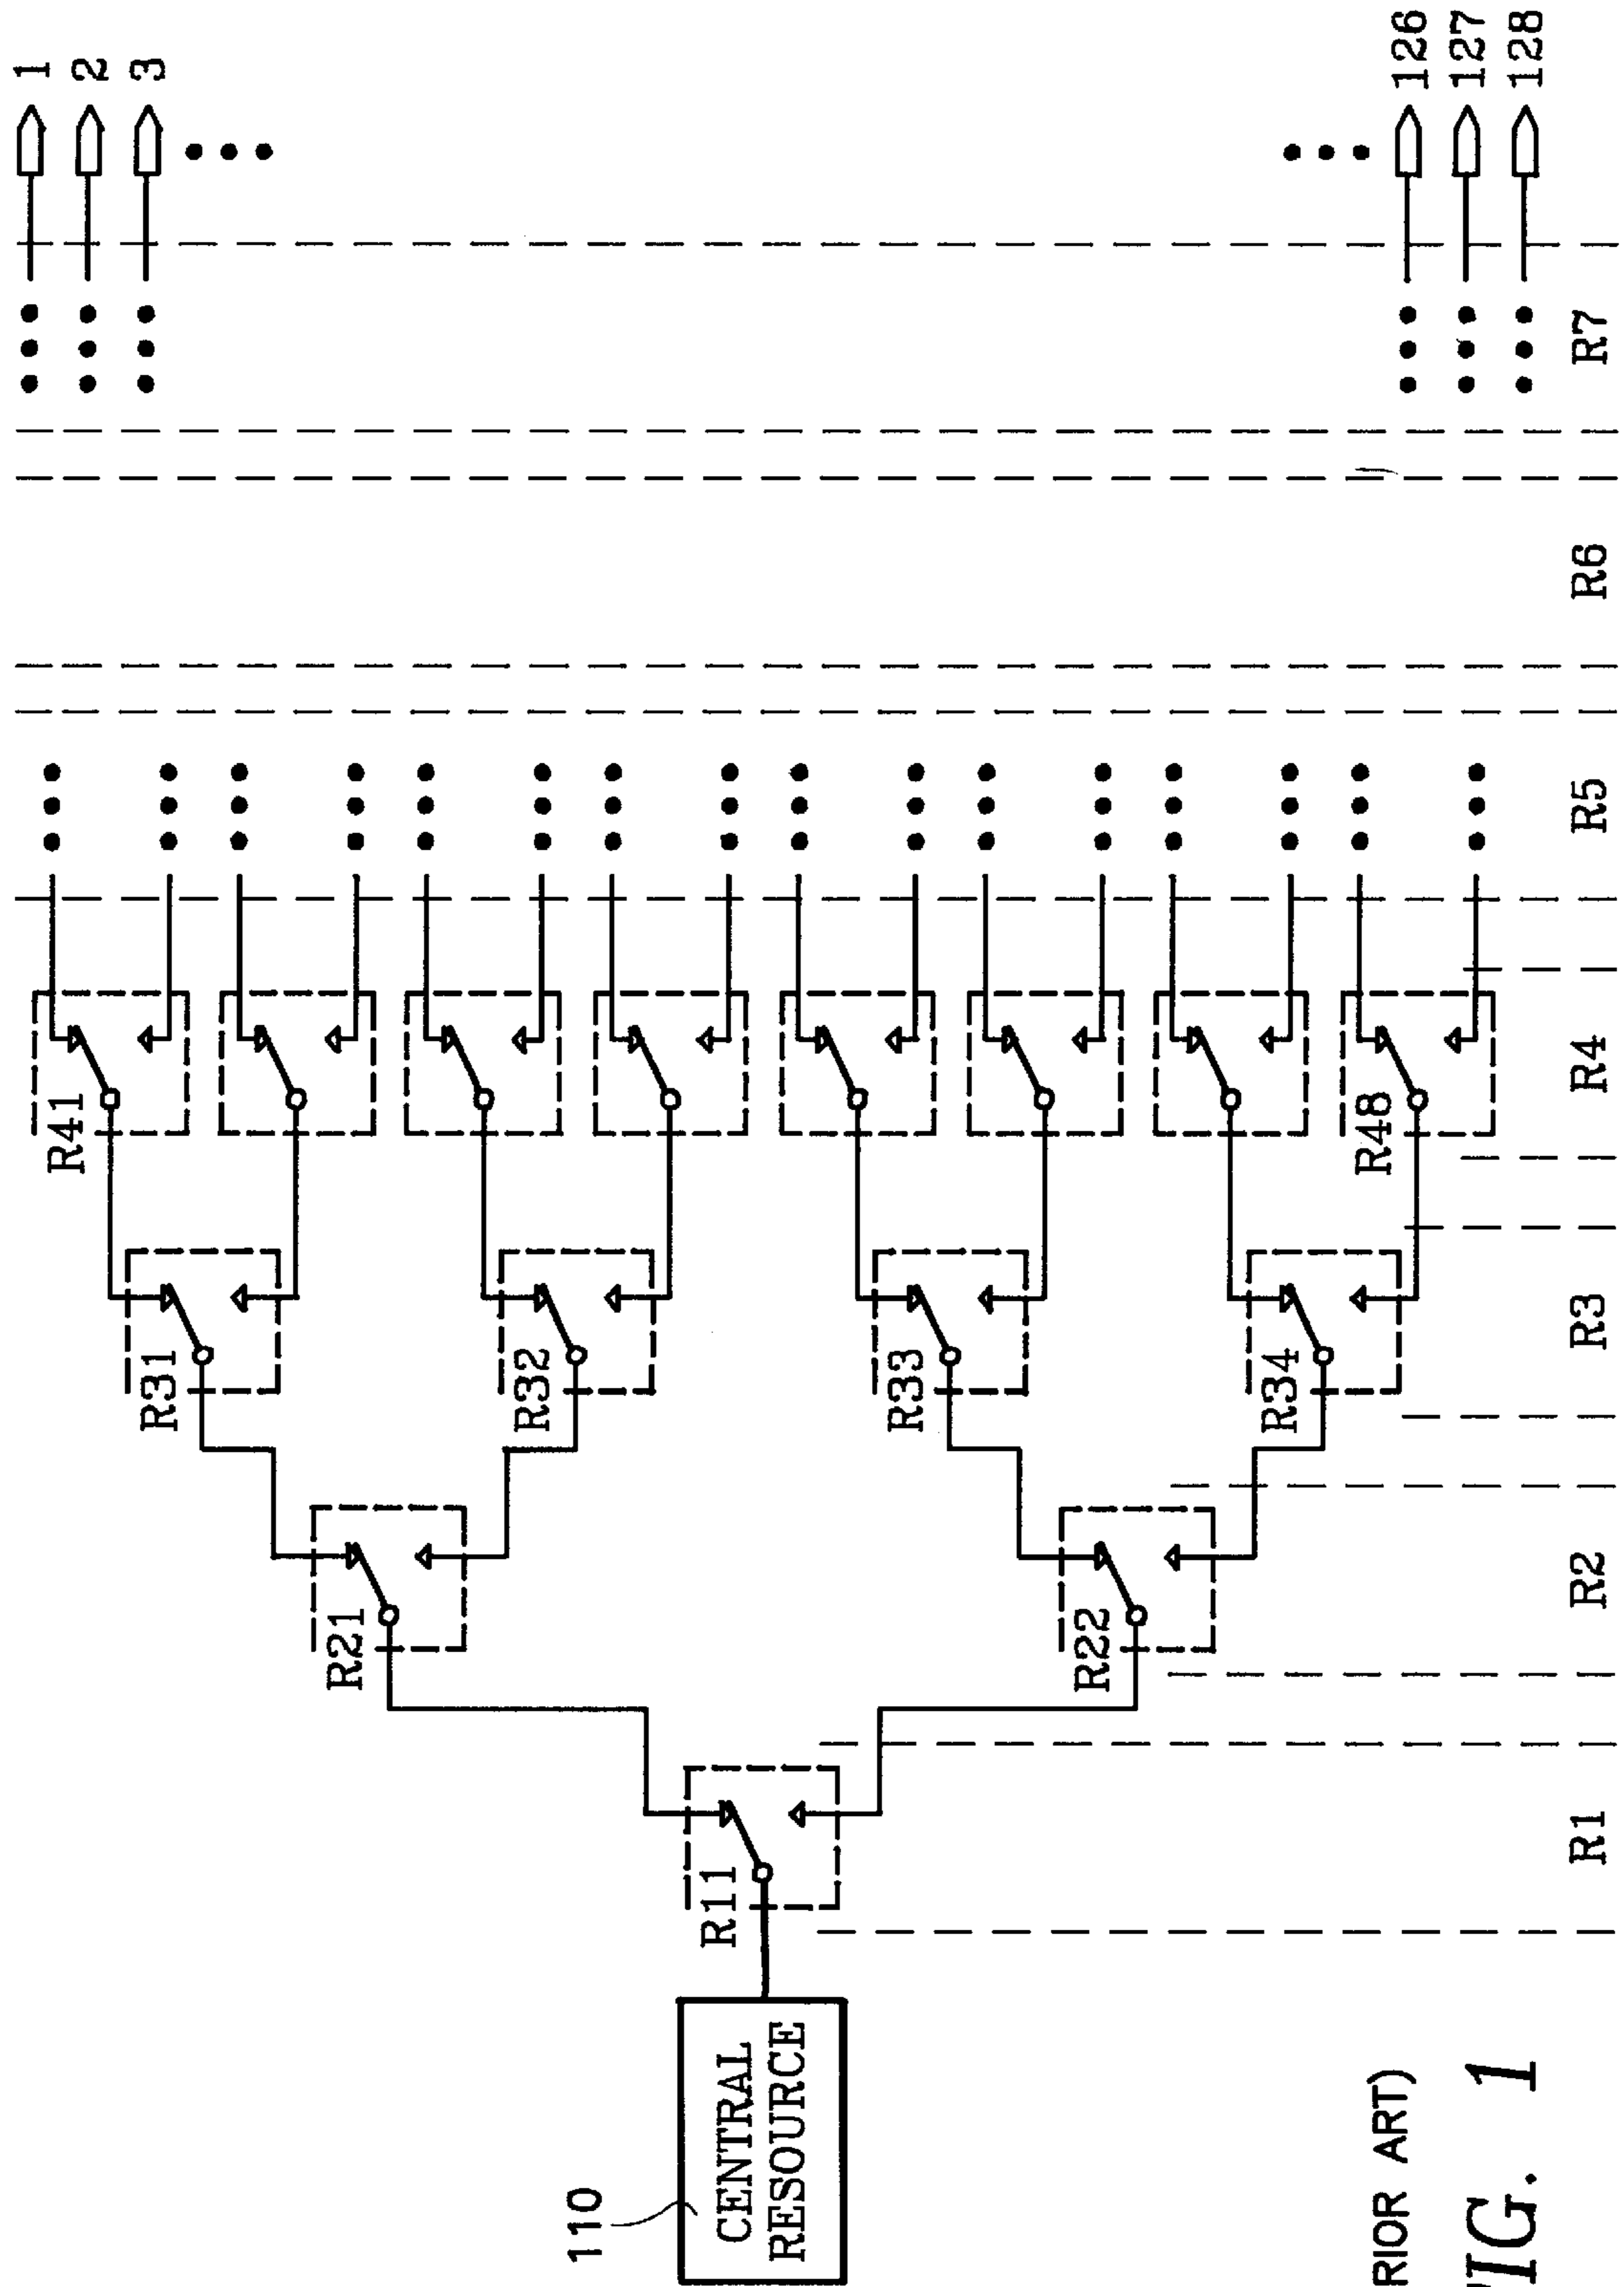 110
CENTRAL
RESOURCE
R11
R21
R22
R31
R32
R33
R34
R41
R48
1
2
3
126
127
128
R1
R2
R3
R4
R5
R6
R7
RIOR ART)
IG. 1